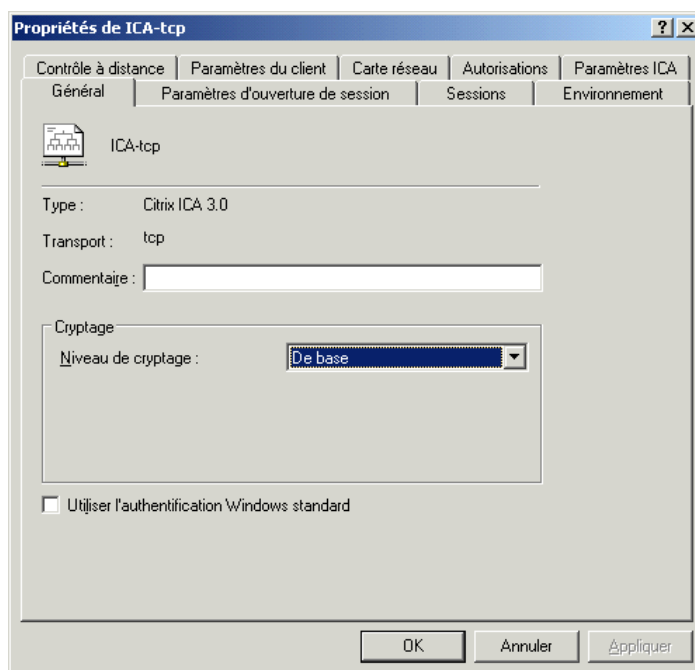 Propriétés de ICA-tcp
Contrôle à distance Paramètres du client Carte réseau Autorisations Paramètres ICA
Général Paramètres d'ouverture de session Sessions Environnement
ICA-tcp
Type : Citrix ICA 3.0
Transport : tcp
Commentaire :
Cryptage
Niveau de cryptage : De base
Utiliser l'authentification Windows standard
OK Annuler Appliquer